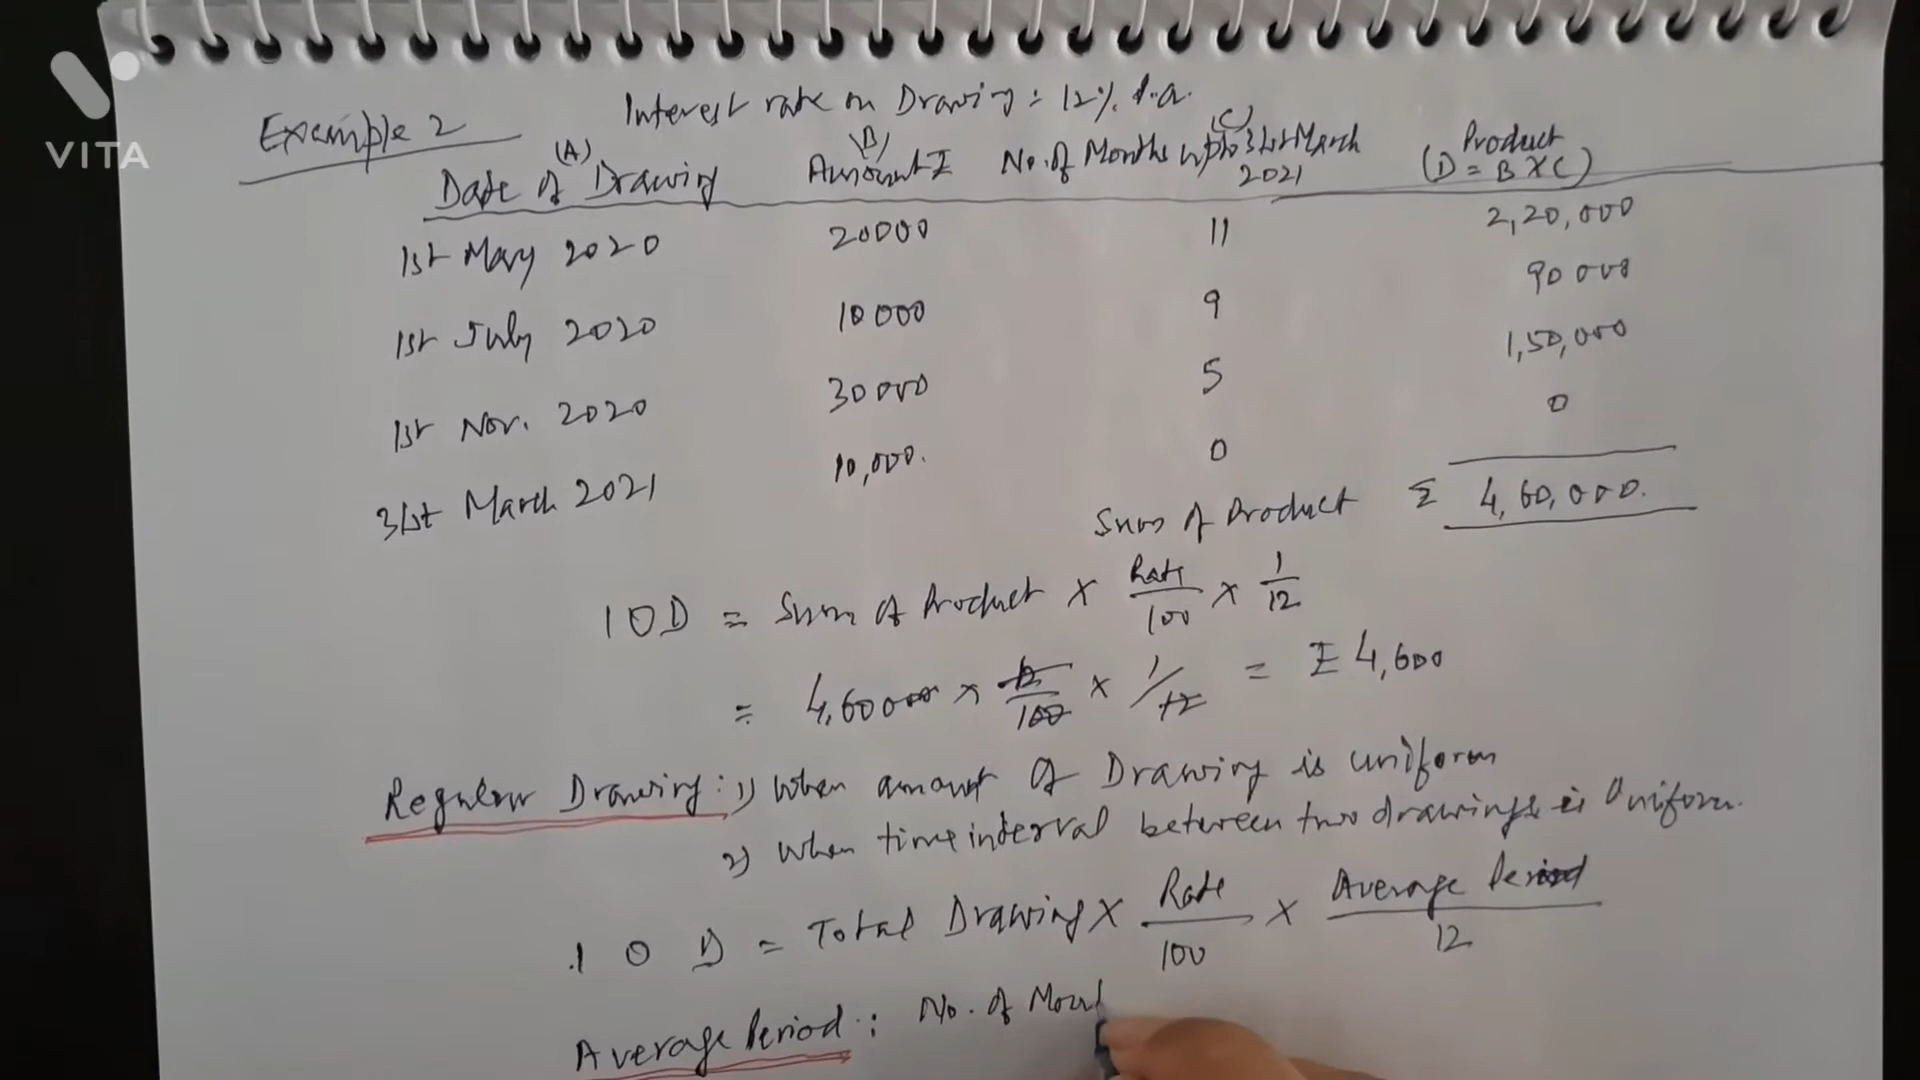 VITA
Example 2
Interest rate on Drawing = 12% p.a.
Date of Drawing (A) Amount ₹ (B) No. of Months upto 31st March 2021 (C) Product (D = B X C)
1st May 2020 20000 11 2,20,000
1st July 2020 10000 9 90000
1st Nov. 2020 30000 5 1,50,000
31st March 2021 10,000. 0 0
Sum of Product Σ 4,60,000.
IOD = Sum of Product X Rate/100 X 1/12
= 4,60000 X 12/100 X 1/12 = ₹ 4,600
Regular Drawing : 1) When amount of Drawing is uniform
2) When time interval between two drawings is uniform.
I O D = Total Drawing X Rate/100 X Average Period/12
Average Period : No. of Mont